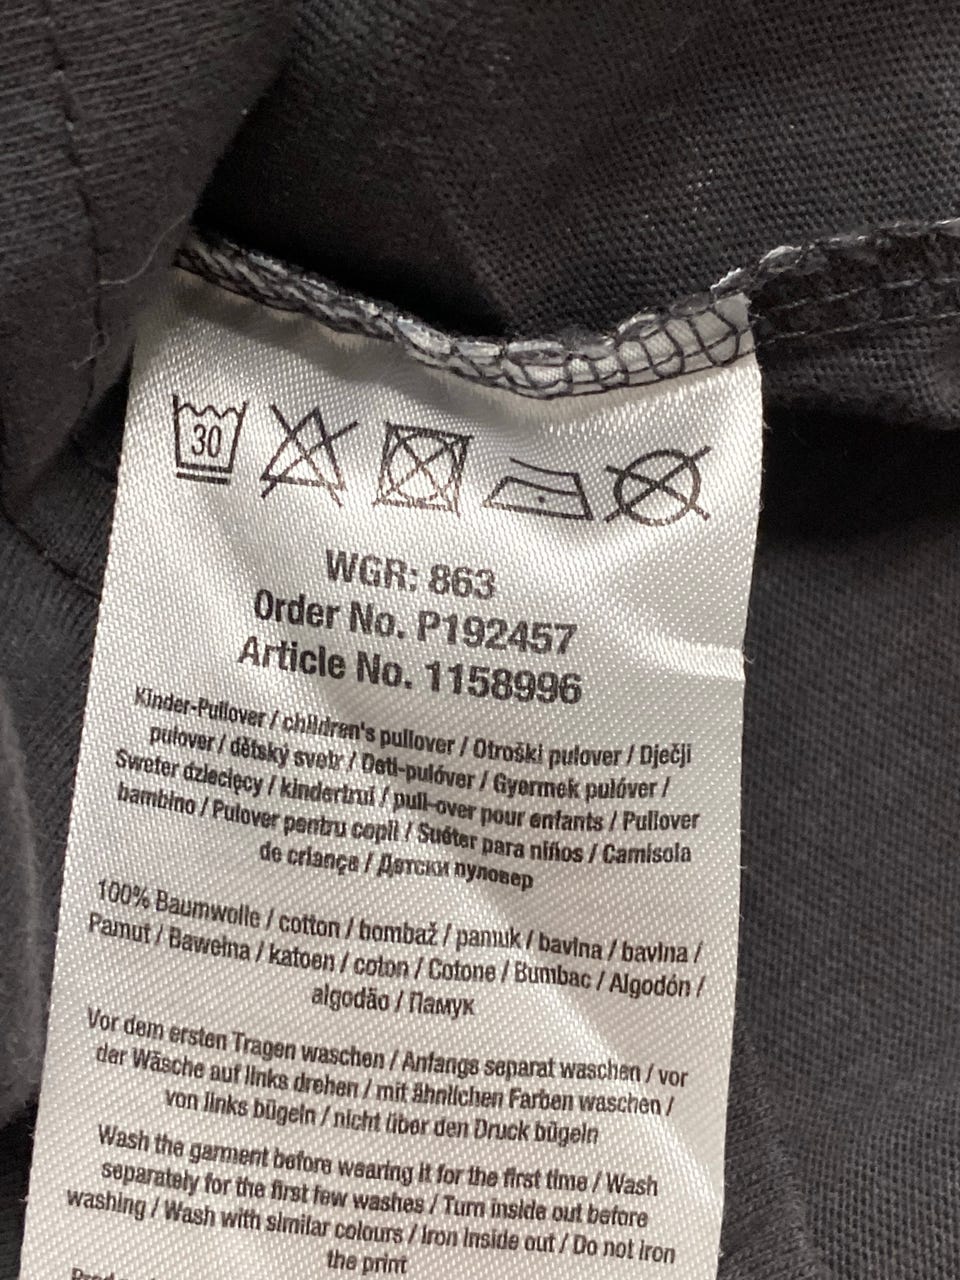 30
WGR: 863
Order No. P192457
Article No. 1158996
Kinder-Pullover / children's pullover / Otroški pulover / Dječji
pulover / dětský svetr / Deti-pulóver / Gyermek pulóver /
Sweter dziecięcy / kindertrui / pull-over pour enfants / Pullover
bambino / Pulover pentru copii / Suéter para niños / Camisola
de criança / Детски пуловер
100% Baumwolle / cotton / bombaž / pamuk / bavlna / bavlna /
Pamut / Bawełna / katoen / coton / Cotone / Bumbac / Algodón /
algodão / Памук
Vor dem ersten Tragen waschen / Anfangs separat waschen / vor
der Wäsche auf links drehen / mit ähnlichen Farben waschen /
von links bügeln / nicht über den Druck bügeln
Wash the garment before wearing it for the first time / Wash
separately for the first few washes / Turn inside out before
washing / Wash with similar colours / Iron inside out / Do not iron
the print